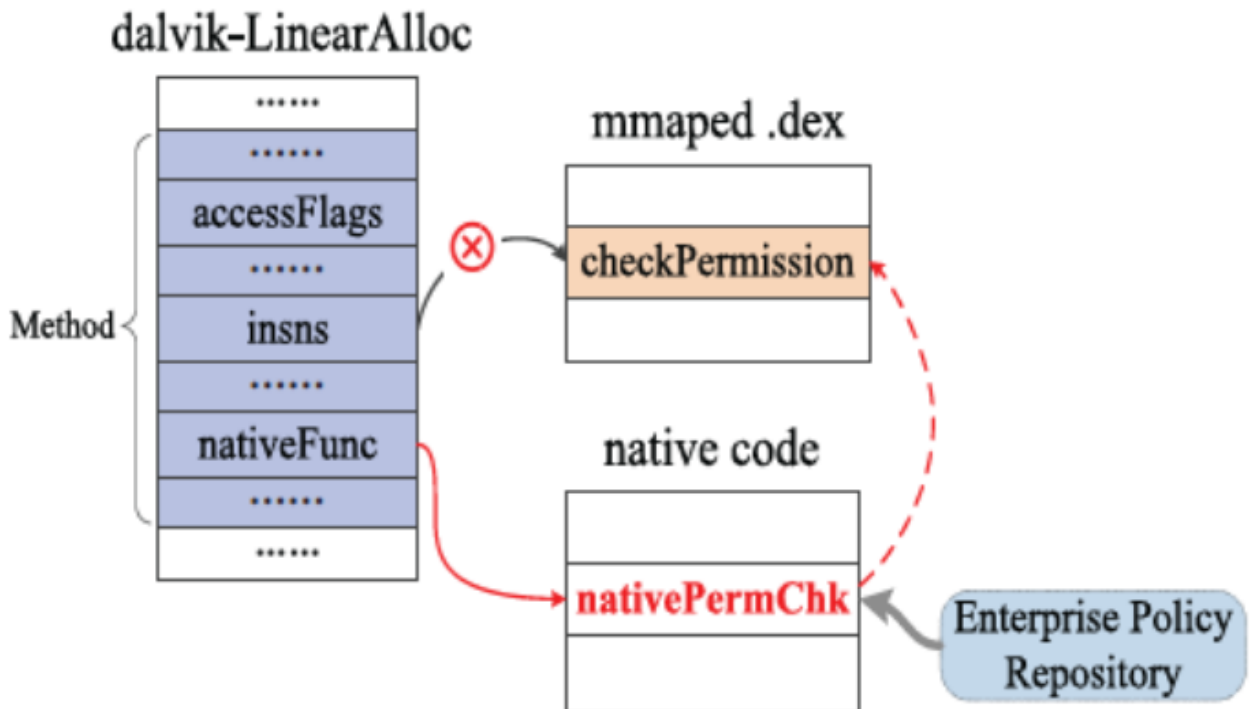 dalvik-LinearAlloc
······
······
accessFlags
······
insns
······
nativeFunc
······
······
Method
mmaped .dex
checkPermission
native code
nativePermChk
Enterprise Policy
Repository